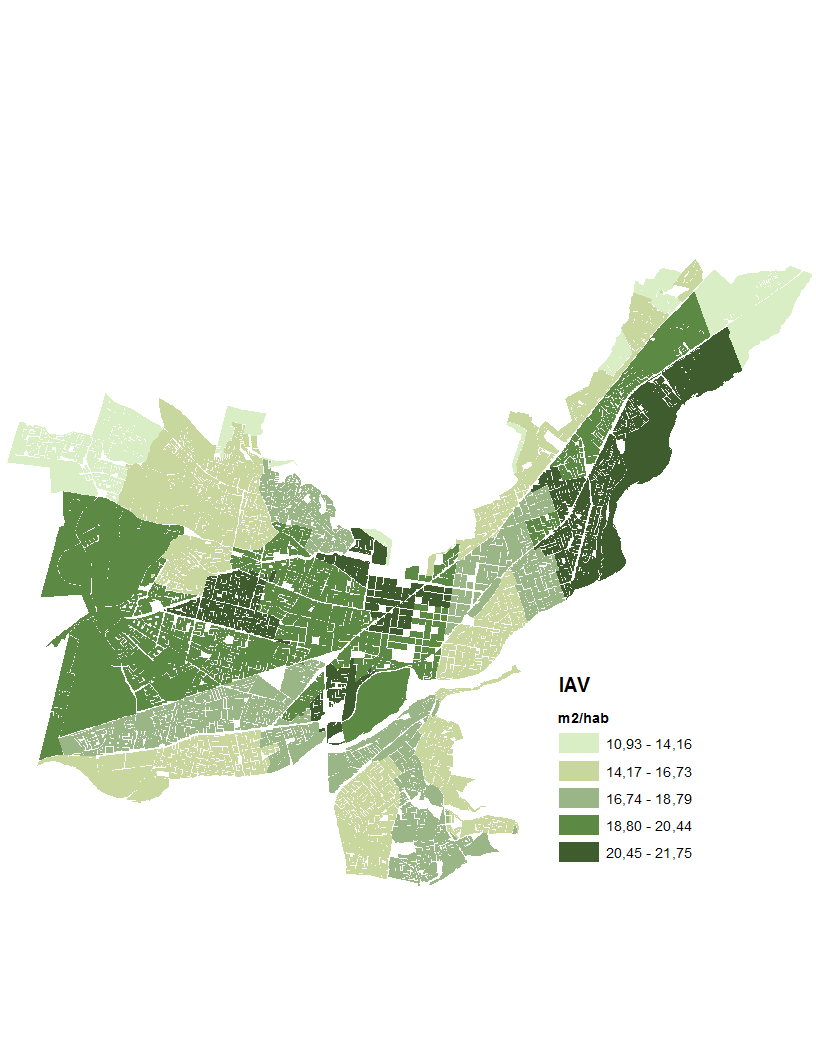 IAV
m2/hab
10,93 - 14,16
14,17 - 16,73
16,74 - 18,79
18,80 - 20,44
20,45 - 21,75